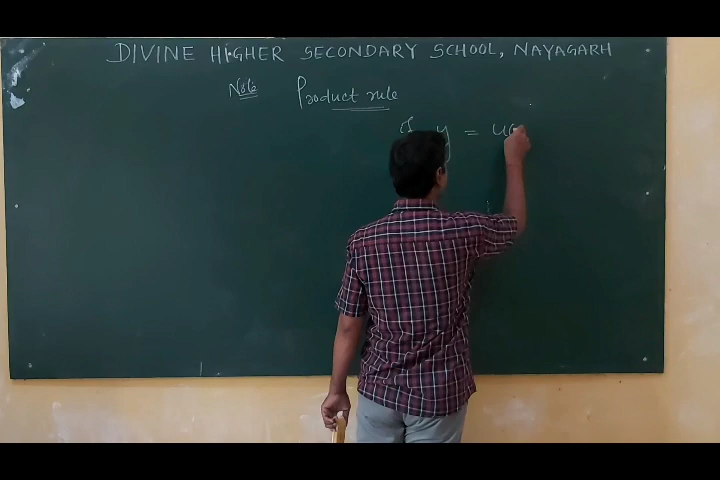 DIVINE HIGHER SECONDARY SCHOOL, NAYAGARH
Note Product rule
y = u